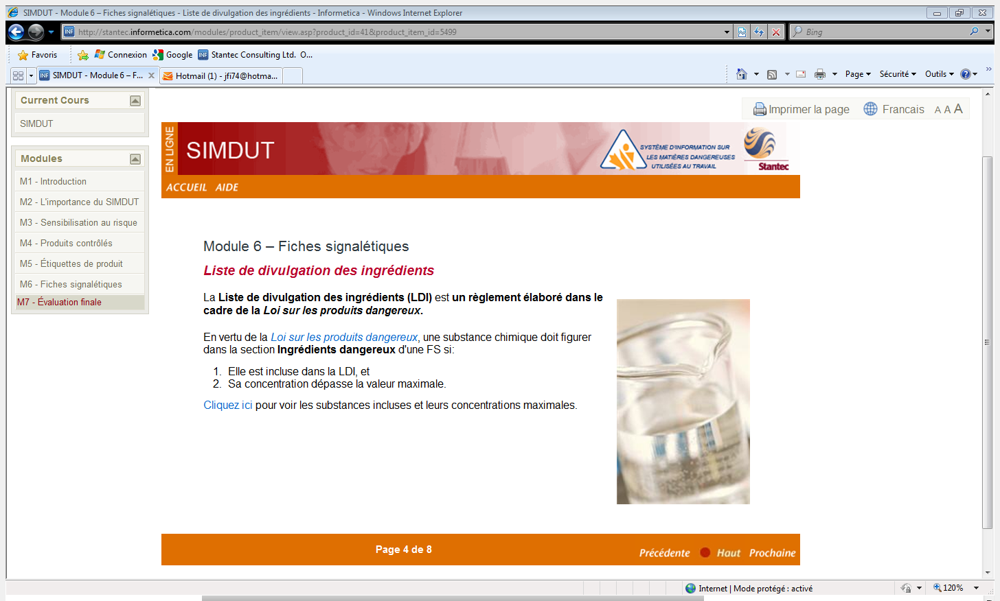 SIMDUT - Module 6 – Fiches signalétiques - Liste de divulgation des ingrédients - Informetica - Windows Internet Explorer
http://stantec.informetica.com/modules/product_item/view.asp?product_id=41&product_item_id=5499
Bing
Favoris
Connexion
Google
Stantec Consulting Ltd.  O...
SIMDUT - Module 6 – F...
Hotmail (1) - jfi74@hotma...
Page
Sécurité
Outils
Current Cours
SIMDUT
Modules
M1 - Introduction
M2 - L'importance du SIMDUT
M3 - Sensibilisation au risque
M4 - Produits contrôlés
M5 - Étiquettes de produit
M6 - Fiches signalétiques
M7 - Évaluation finale
Imprimer la page
Francais
A A A
EN LIGNE
SIMDUT
SYSTÈME D'INFORMATION SUR
LES MATIÈRES DANGEREUSES
UTILISÉES AU TRAVAIL
Stantec
ACCUEIL AIDE
Module 6 – Fiches signalétiques
Liste de divulgation des ingrédients
La Liste de divulgation des ingrédients (LDI) est un règlement élaboré dans le
cadre de la Loi sur les produits dangereux.
En vertu de la Loi sur les produits dangereux, une substance chimique doit figurer
dans la section Ingrédients dangereux d'une FS si:
1. Elle est incluse dans la LDI, et
2. Sa concentration dépasse la valeur maximale.
Cliquez ici pour voir les substances incluses et leurs concentrations maximales.
Page 4 de 8
Précédente
Haut
Prochaine
Internet | Mode protégé : activé
120%